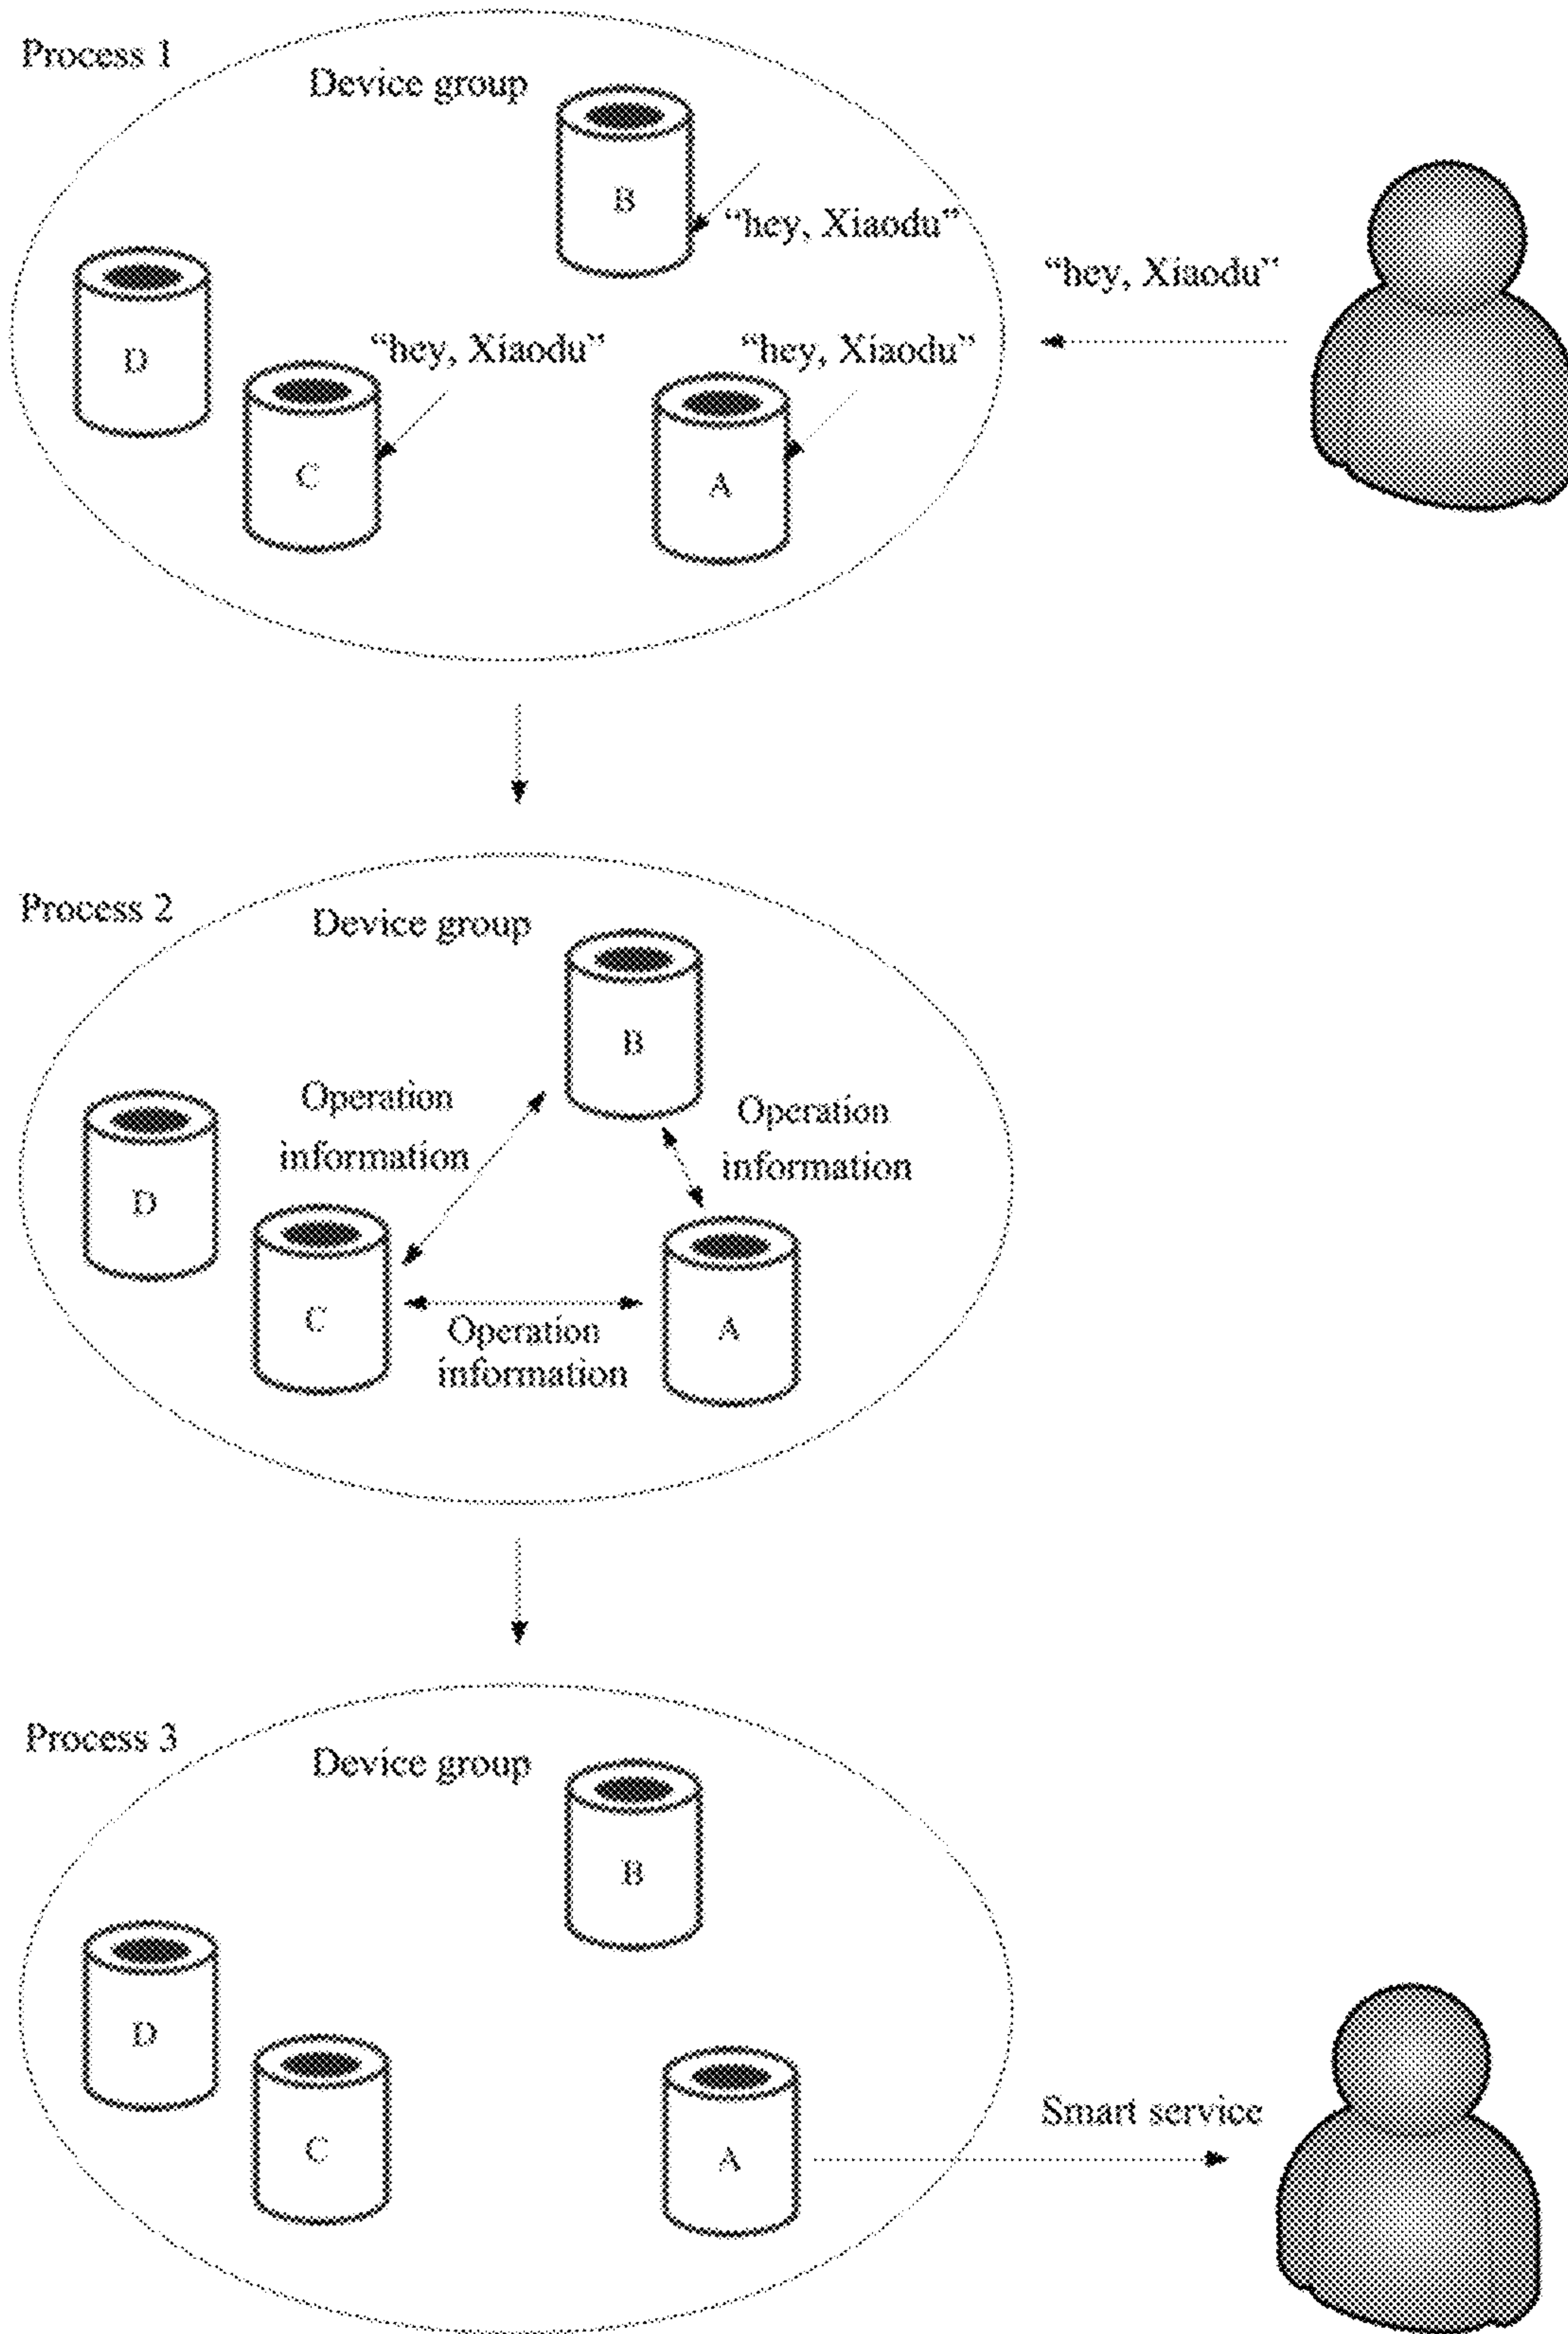 Process 1
Device group
B
“hey, Xiaodu”
“hey, Xiaodu”
D
“hey, Xiaodu”
“hey, Xiaodu”
C
A
Process 2
Device group
B
Operation
information
Operation
information
D
C
A
Operation
information
Process 3
Device group
B
D
C
A
Smart service